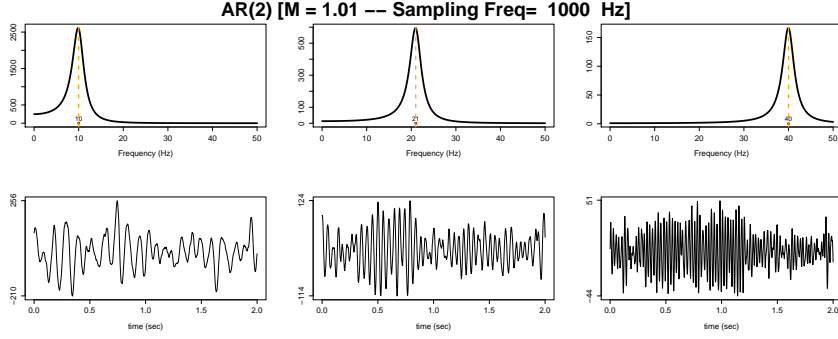 AR(2) [M = 1.01 −− Sampling Freq= 1000 Hz]
0 500 1500 2500
10
0 10 20 30 40 50
Frequency (Hz)
0 100 300 600
21
0 10 20 30 40 50
Frequency (Hz)
0 50 100 150
40
0 10 20 30 40 50
Frequency (Hz)
−210 256
0.0 0.5 1.0 1.5 2.0
time (sec)
−114 124
0.0 0.5 1.0 1.5 2.0
time (sec)
−44 51
0.0 0.5 1.0 1.5 2.0
time (sec)